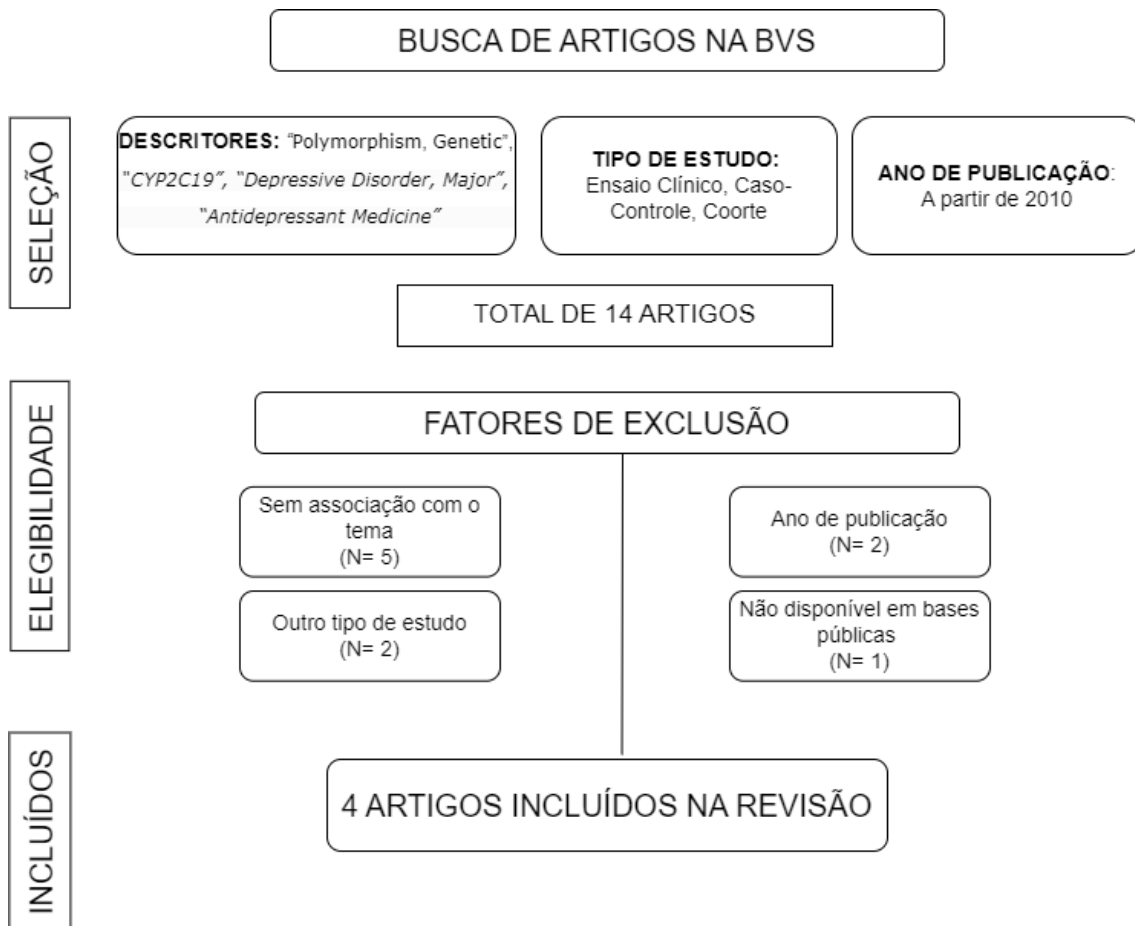 BUSCA DE ARTIGOS NA BVS
SELEÇÃO
DESCRITORES: "Polymorphism, Genetic",
"CYP2C19", "Depressive Disorder, Major",
"Antidepressant Medicine"
TIPO DE ESTUDO:
Ensaio Clínico, Caso-
Controle, Coorte
ANO DE PUBLICAÇÃO:
A partir de 2010
TOTAL DE 14 ARTIGOS
ELEGIBILIDADE
FATORES DE EXCLUSÃO
Sem associação com o
tema
(N= 5)
Ano de publicação
(N= 2)
Outro tipo de estudo
(N= 2)
Não disponível em bases
públicas
(N= 1)
INCLUÍDOS
4 ARTIGOS INCLUÍDOS NA REVISÃO